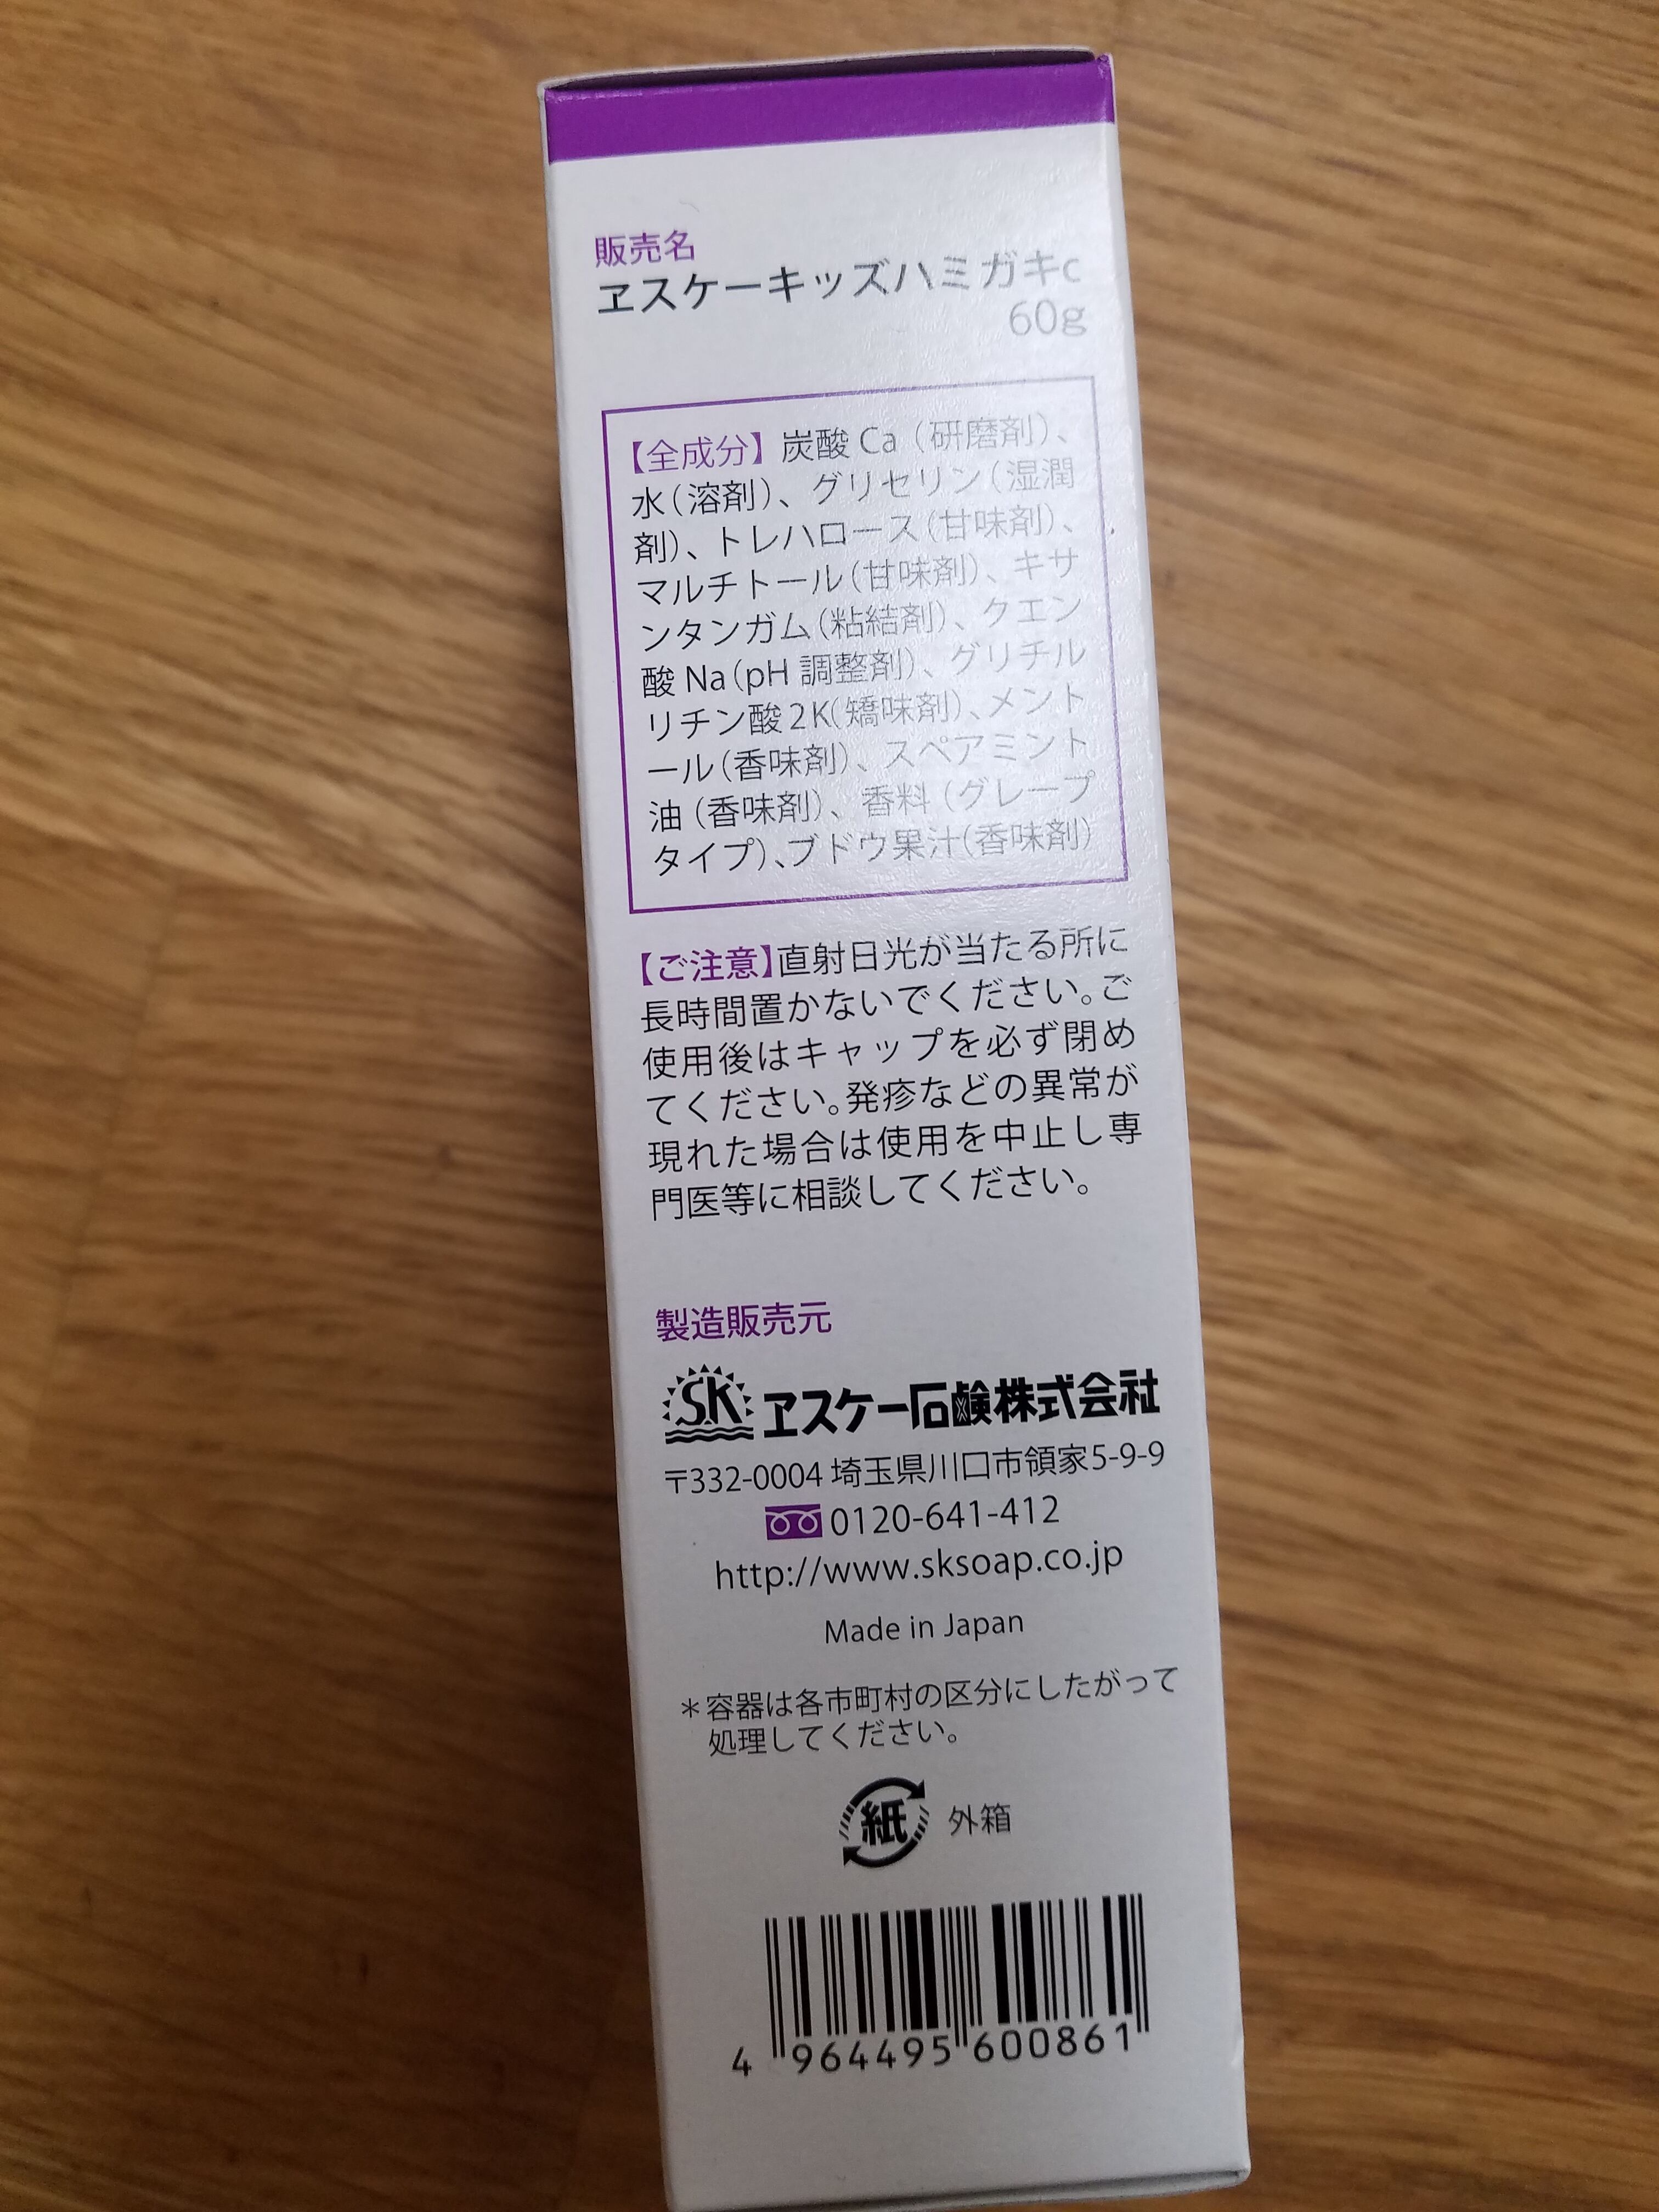 販売名
ヱスケーキッズハミガキc
60g
【全成分】炭酸 Ca（研磨剤）、
水（溶剤）、グリセリン（湿潤
剤）、トレハロース（甘味剤）、
マルチトール（甘味剤）、キサ
ンタンガム（粘結剤）、クエン
酸 Na（pH 調整剤）、グリチル
リチン酸2K（矯味剤）、メント
ール（香味剤）、スペアミント
油（香味剤）、香料（グレープ
タイプ）、ブドウ果汁（香味剤）
【ご注意】直射日光が当たる所に
長時間置かないでください。ご
使用後はキャップを必ず閉め
てください。発疹などの異常が
現れた場合は使用を中止し専
門医等に相談してください。
製造販売元
SK ヱスケー石鹸株式会社
〒332-0004 埼玉県川口市領家5-9-9
0120-641-412
http://www.sksoap.co.jp
Made in Japan
＊容器は各市町村の区分にしたがって
処理してください。
紙 外箱
4 964495 600861